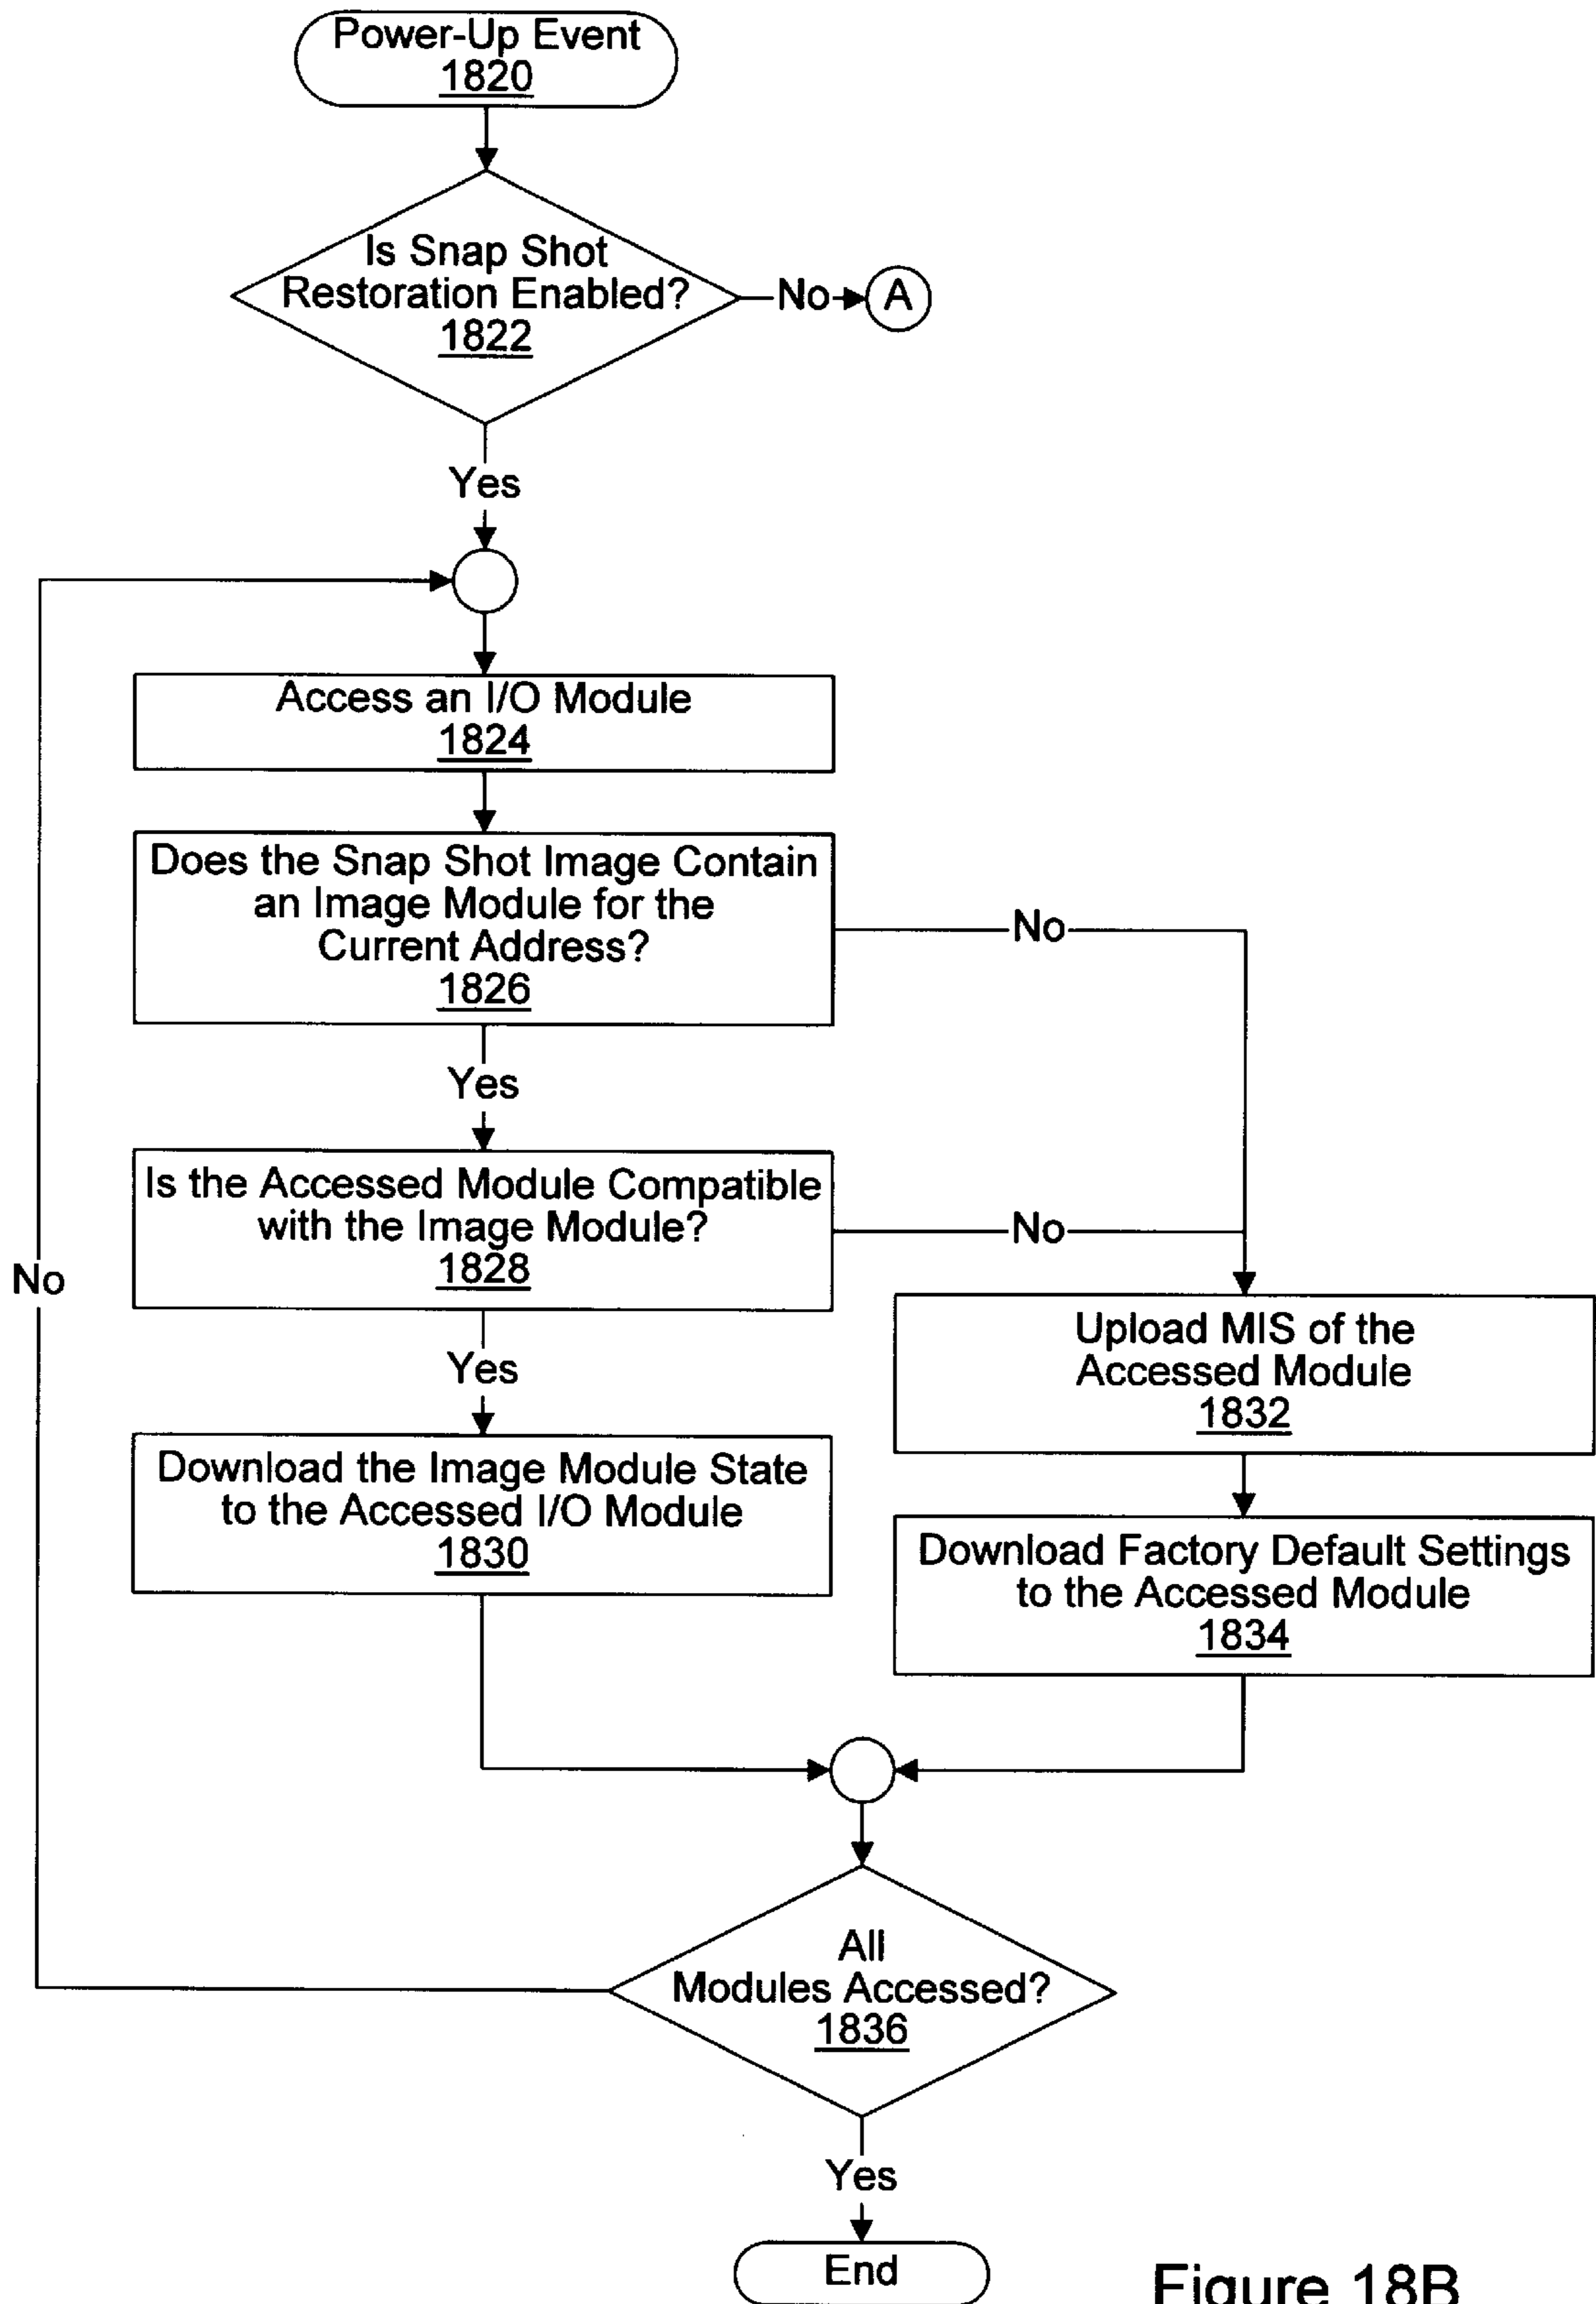 Power-Up Event
1820
Is Snap Shot
Restoration Enabled?
1822
No
A
Yes
Access an I/O Module
1824
Does the Snap Shot Image Contain
an Image Module for the
Current Address?
1826
No
Yes
Is the Accessed Module Compatible
with the Image Module?
1828
No
No
Yes
Upload MIS of the
Accessed Module
1832
Download the Image Module State
to the Accessed I/O Module
1830
Download Factory Default Settings
to the Accessed Module
1834
All
Modules Accessed?
1836
Yes
End
Figure 18B